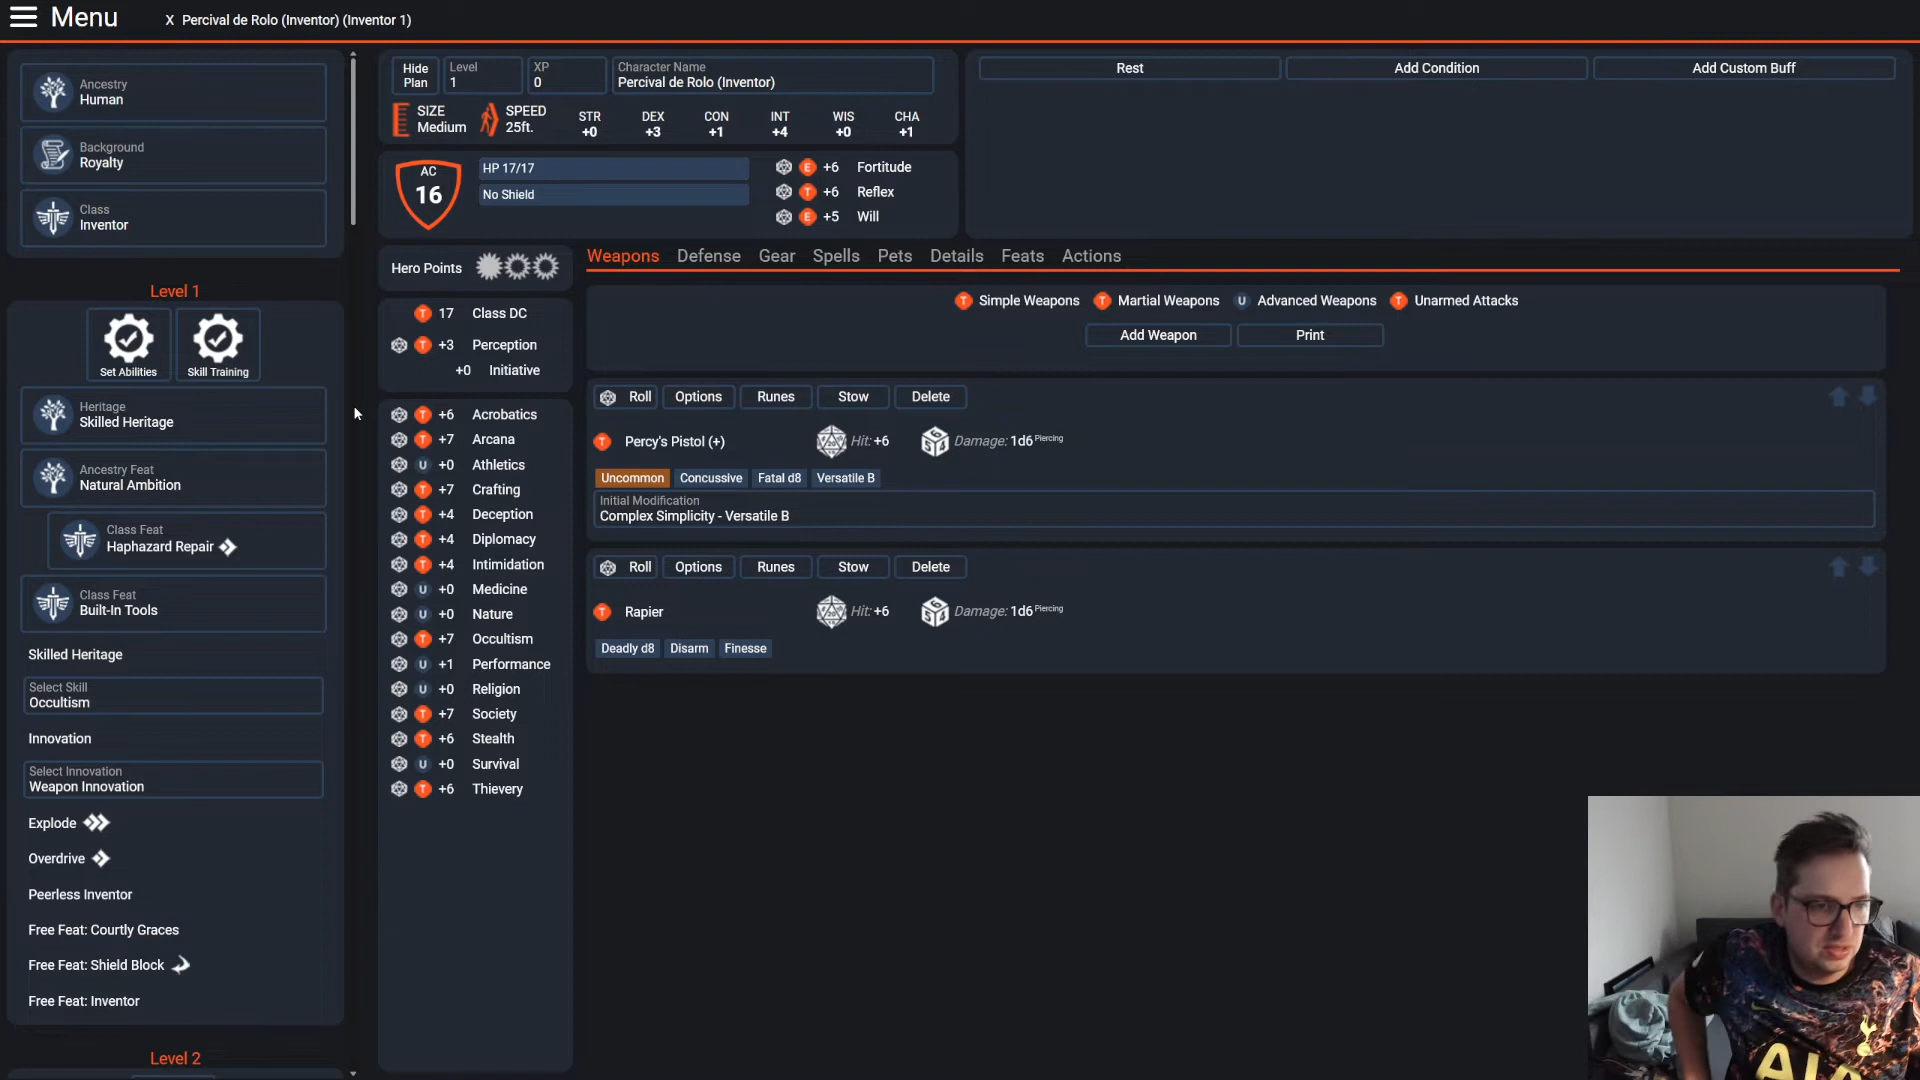 Menu
X Percival de Rolo (Inventor) (Inventor 1)
Ancestry
Human
Background
Royalty
Class
Inventor
Level 1
Set Abilities
Skill Training
Heritage
Skilled Heritage
Ancestry Feat
Natural Ambition
Class Feat
Haphazard Repair
Class Feat
Built-In Tools
Skilled Heritage
Select Skill
Occultism
Innovation
Select Innovation
Weapon Innovation
Explode
Overdrive
Peerless Inventor
Free Feat: Courtly Graces
Free Feat: Shield Block
Free Feat: Inventor
Level 2
Hide
Plan
Level
1
XP
0
Character Name
Percival de Rolo (Inventor)
SIZE
Medium
SPEED
25ft.
STR
+0
DEX
+3
CON
+1
INT
+4
WIS
+0
CHA
+1
AC
16
HP 17/17
No Shield
E +6 Fortitude
T +6 Reflex
E +5 Will
Rest
Add Condition
Add Custom Buff
Hero Points
T 17 Class DC
T +3 Perception
+0 Initiative
T +6 Acrobatics
T +7 Arcana
U +0 Athletics
T +7 Crafting
T +4 Deception
T +4 Diplomacy
T +4 Intimidation
U +0 Medicine
U +0 Nature
T +7 Occultism
U +1 Performance
U +0 Religion
T +7 Society
T +6 Stealth
U +0 Survival
T +6 Thievery
Weapons Defense Gear Spells Pets Details Feats Actions
T Simple Weapons T Martial Weapons U Advanced Weapons T Unarmed Attacks
Add Weapon Print
Roll Options Runes Stow Delete
T Percy's Pistol (+) Hit: +6 Damage: 1d6 Piercing
Uncommon Concussive Fatal d8 Versatile B
Initial Modification
Complex Simplicity - Versatile B
Roll Options Runes Stow Delete
T Rapier Hit: +6 Damage: 1d6 Piercing
Deadly d8 Disarm Finesse
AIA